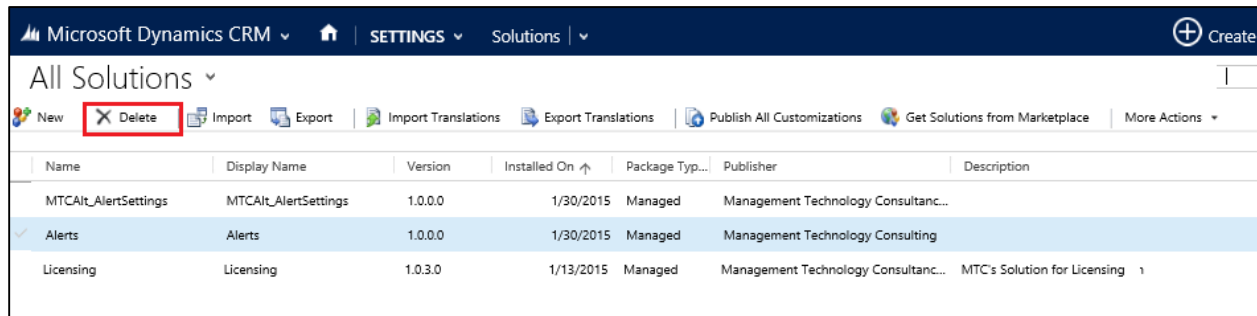 Microsoft Dynamics CRM SETTINGS Solutions Create
All Solutions
New Delete Import Export Import Translations Export Translations Publish All Customizations Get Solutions from Marketplace More Actions
Name Display Name Version Installed On Package Typ... Publisher Description
MTCAlt_AlertSettings MTCAlt_AlertSettings 1.0.0.0 1/30/2015 Managed Management Technology Consultanc...
Alerts Alerts 1.0.0.0 1/30/2015 Managed Management Technology Consulting
Licensing Licensing 1.0.3.0 1/13/2015 Managed Management Technology Consultanc... MTC's Solution for Licensing